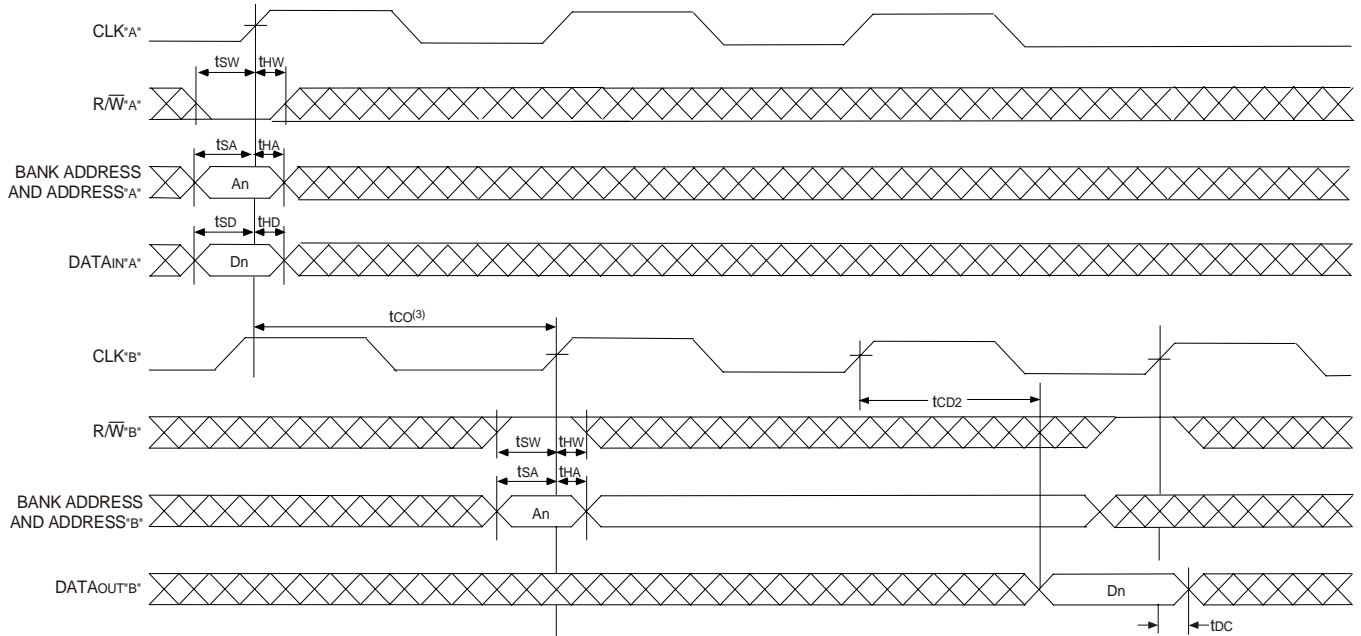 CLK"A"
tSW tHW
R/W̅"A"
tSA tHA
BANK ADDRESS
AND ADDRESS"A"
An
tSD tHD
DATAIN"A"
Dn
tCO(3)
CLK"B"
tCD2
R/W̅"B"
tSW tHW
tSA tHA
BANK ADDRESS
AND ADDRESS"B"
An
DATAOUT"B"
Dn
tDC